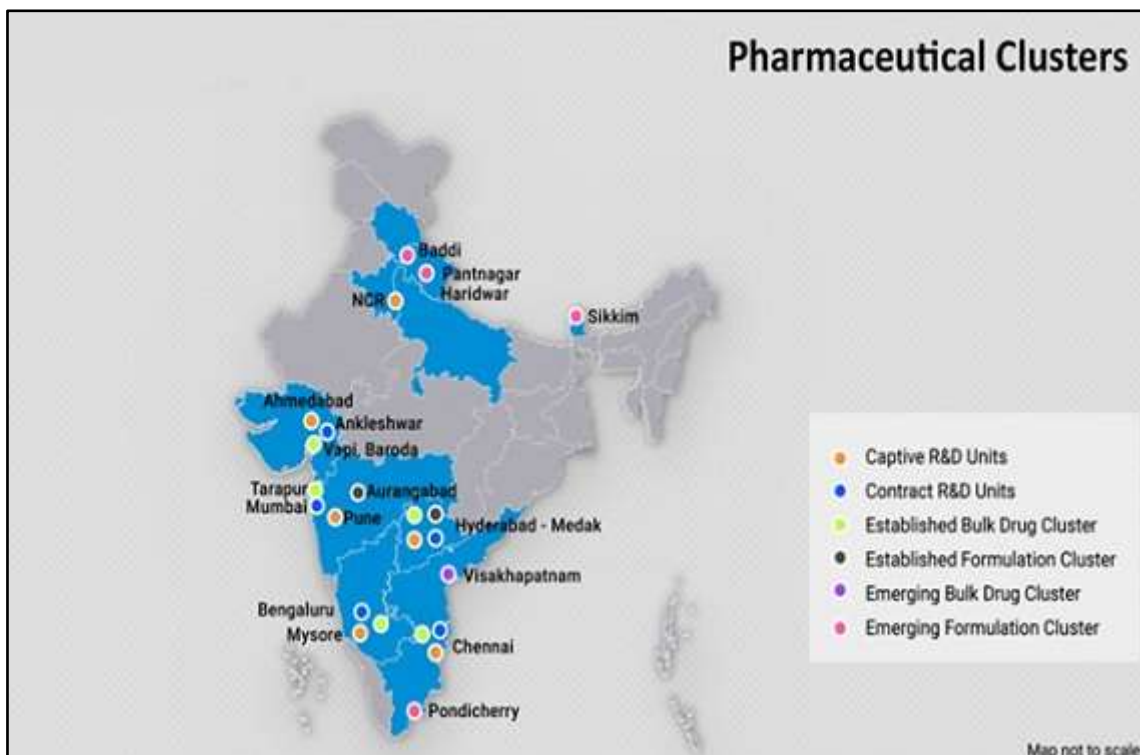 Pharmaceutical Clusters
Baddi
Pantnagar
Haridwar
NCR
Sikkim
Ahmedabad
Ankleshwar
Vapi, Baroda
Tarapur
Mumbai
Aurangabad
Pune
Hyderabad - Medak
Visakhapatnam
Bengaluru
Mysore
Chennai
Pondicherry
Captive R&D Units
Contract R&D Units
Established Bulk Drug Cluster
Established Formulation Cluster
Emerging Bulk Drug Cluster
Emerging Formulation Cluster
Map not to scale